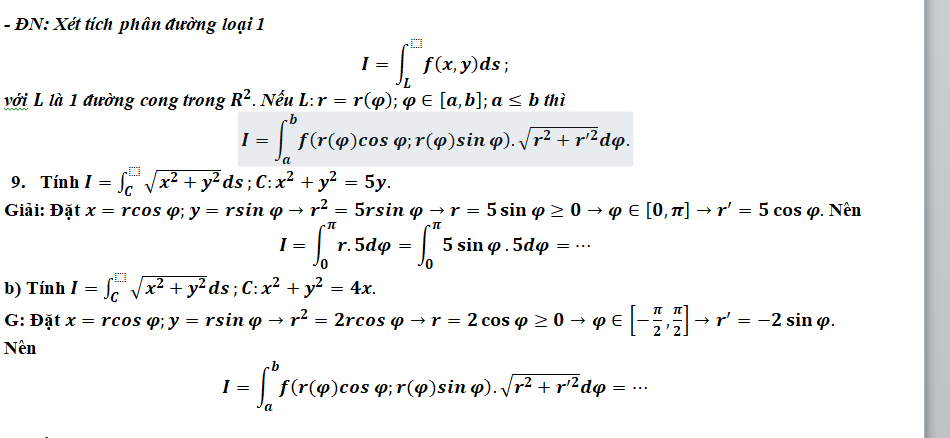 - ĐN: Xét tích phân đường loại 1
I = ∫_L^□ f(x, y)ds ;
với L là 1 đường cong trong R². Nếu L: r = r(φ); φ ∈ [a, b]; a ≤ b thì
I = ∫_a^b f(r(φ)cos φ; r(φ)sin φ). √(r² + r′²)dφ.
9. Tính I = ∫_C^□ √(x² + y²) ds ; C: x² + y² = 5y.
Giải: Đặt x = rcos φ; y = rsin φ → r² = 5rsin φ → r = 5 sin φ ≥ 0 → φ ∈ [0, π] → r′ = 5 cos φ. Nên
I = ∫_0^π r. 5dφ = ∫_0^π 5 sin φ . 5dφ = ⋯
b) Tính I = ∫_C^□ √(x² + y²) ds ; C: x² + y² = 4x.
G: Đặt x = rcos φ; y = rsin φ → r² = 2rcos φ → r = 2 cos φ ≥ 0 → φ ∈ [−π/2, π/2] → r′ = −2 sin φ.
Nên
I = ∫_a^b f(r(φ)cos φ; r(φ)sin φ). √(r² + r′²)dφ = ⋯